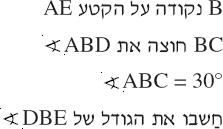 B נקודה על הקטע AE
BC חוצה את ∢ABD
∢ABC = 30°
חשבו את הגודל של ∢DBE